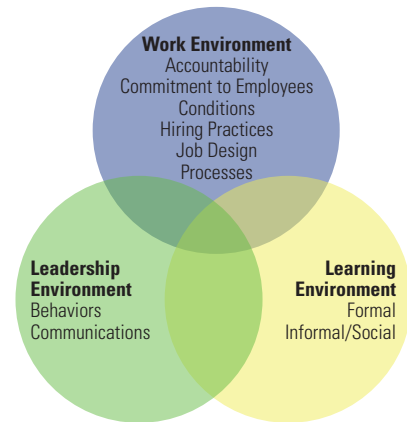 Work Environment
Accountability
Commitment to Employees
Conditions
Hiring Practices
Job Design
Processes
Leadership
Environment
Behaviors
Communications
Learning
Environment
Formal
Informal/Social